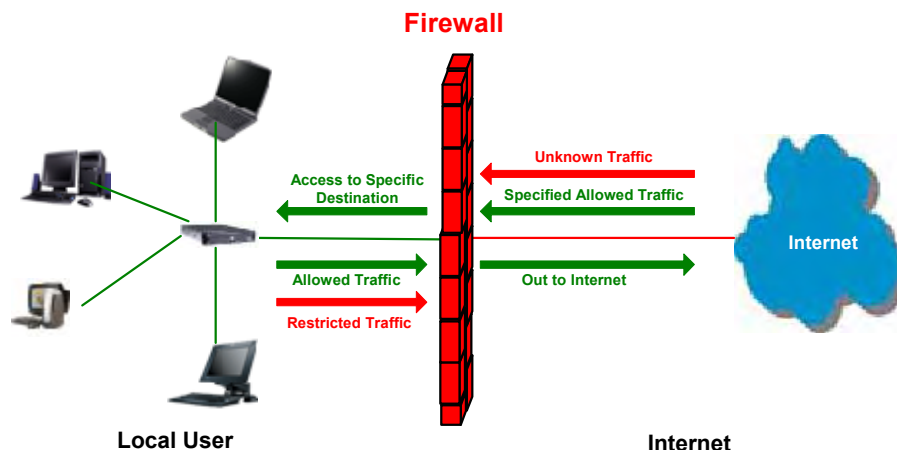 Firewall
Unknown Traffic
Access to Specific
Destination
Specified Allowed Traffic
Internet
Allowed Traffic
Out to Internet
Restricted Traffic
Local User
Internet